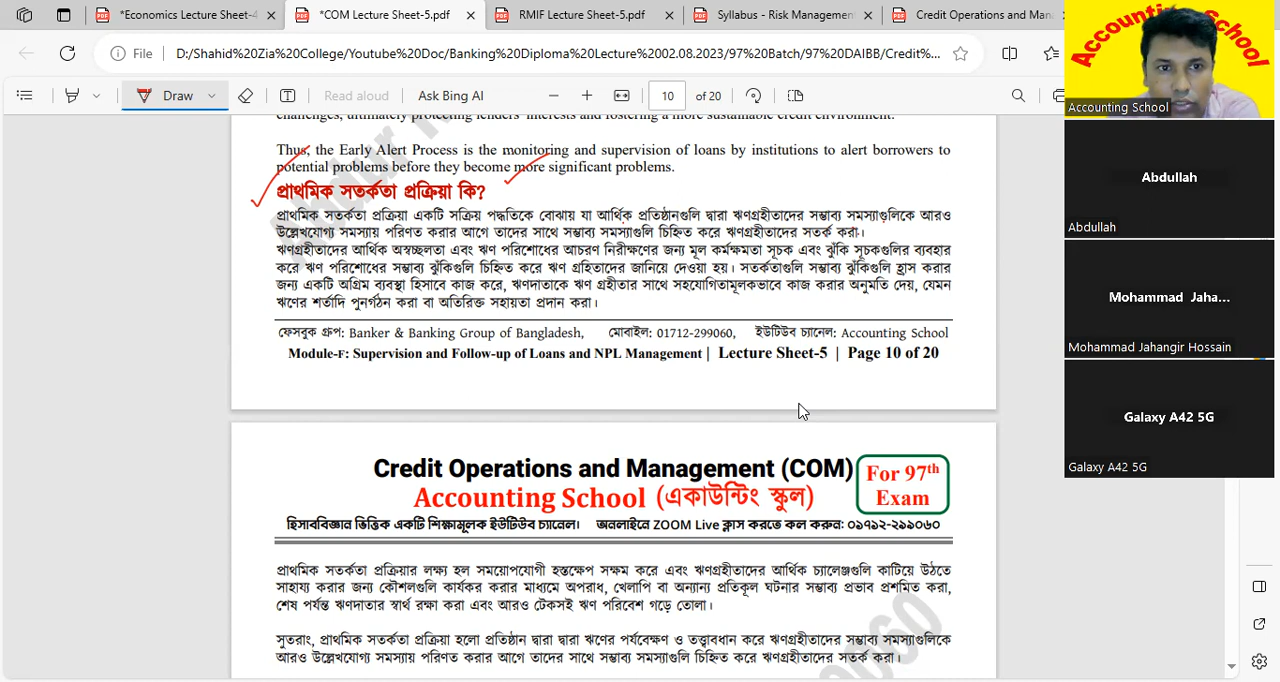 *Economics Lecture Sheet-4
*COM Lecture Sheet-5.pdf
RMIF Lecture Sheet-5.pdf
Syllabus - Risk Management
Credit Operations and Man
File
D:/Shahid%20Zia%20College/Youtube%20Doc/Banking%20Diploma%20Lecture%2002.08.2023/97%20Batch/97%20DAIBB/Credit%...
Draw
Read aloud
Ask Bing AI
10 of 20
challenges, ultimately protecting lenders' interests and fostering a more sustainable credit environment.
Thus, the Early Alert Process is the monitoring and supervision of loans by institutions to alert borrowers to
potential problems before they become more significant problems.
প্রাথমিক সতর্কতা প্রক্রিয়া কি?
প্রাথমিক সতর্কতা প্রক্রিয়া একটি সক্রিয় পদ্ধতিকে বোঝায় যা আর্থিক প্রতিষ্ঠানগুলি দ্বারা ঋণগ্রহীতাদের সম্ভাব্য সমস্যাগুলিকে আরও
উল্লেখযোগ্য সমস্যায় পরিণত করার আগে তাদের সাথে সম্ভাব্য সমস্যাগুলি চিহ্নিত করে ঋণগ্রহীতাদের সতর্ক করা।
ঋণগ্রহীতাদের আর্থিক অস্বচ্ছলতা এবং ঋণ পরিশোধের আচরণ নিরীক্ষণের জন্য মূল কর্মক্ষমতা সূচক এবং ঝুঁকি সূচকগুলির ব্যবহার
করে ঋণ পরিশোধের সম্ভাব্য ঝুঁকিগুলি চিহ্নিত করে ঋণ গ্রহিতাদের জানিয়ে দেওয়া হয়। সতর্কতাগুলি সম্ভাব্য ঝুঁকিগুলি হ্রাস করার
জন্য একটি অগ্রিম ব্যবস্থা হিসাবে কাজ করে, ঋণদাতাকে ঋণ গ্রহীতার সাথে সহযোগিতামূলকভাবে কাজ করার অনুমতি দেয়, যেমন
ঋণের শর্তাদি পুনর্গঠন করা বা অতিরিক্ত সহায়তা প্রদান করা।
ফেসবুক গ্রুপ: Banker & Banking Group of Bangladesh, মোবাইল: 01712-299060, ইউটিউব চ্যানেল: Accounting School
Module-F: Supervision and Follow-up of Loans and NPL Management | Lecture Sheet-5 | Page 10 of 20
Credit Operations and Management (COM)
Accounting School (একাউন্টিং স্কুল)
For 97th
Exam
হিসাববিজ্ঞান ভিত্তিক একটি শিক্ষামূলক ইউটিউব চ্যানেল। অনলাইনে ZOOM Live ক্লাস করতে কল করুন: ০১৭১২-২৯৯০৬০
প্রাথমিক সতর্কতা প্রক্রিয়ার লক্ষ্য হল সময়োপযোগী হস্তক্ষেপ সক্ষম করে এবং ঋণগ্রহীতাদের আর্থিক চ্যালেঞ্জগুলি কাটিয়ে উঠতে
সাহায্য করার জন্য কৌশলগুলি কার্যকর করার মাধ্যমে অপরাধ, খেলাপি বা অন্যান্য প্রতিকূল ঘটনার সম্ভাব্য প্রভাব প্রশমিত করা,
শেষ পর্যন্ত ঋণদাতার স্বার্থ রক্ষা করা এবং আরও টেকসই ঋণ পরিবেশ গড়ে তোলা।
সুতরাং, প্রাথমিক সতর্কতা প্রক্রিয়া হলো প্রতিষ্ঠান দ্বারা দ্বারা ঋণের পর্যবেক্ষণ ও তত্ত্বাবধান করে ঋণগ্রহীতাদের সম্ভাব্য সমস্যাগুলিকে
আরও উল্লেখযোগ্য সমস্যায় পরিণত করার আগে তাদের সাথে সম্ভাব্য সমস্যাগুলি চিহ্নিত করে ঋণগ্রহীতাদের সতর্ক করা।
Accounting School
Accounting School
Abdullah
Abdullah
Mohammad Jaha...
Mohammad Jahangir Hossain
Galaxy A42 5G
Galaxy A42 5G